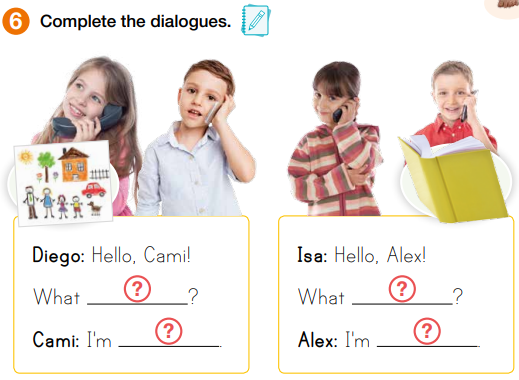 6 Complete the dialogues.
Diego: Hello, Cami!
What ? ?
Cami: I'm ? .
Isa: Hello, Alex!
What ? ?
Alex: I'm ? .